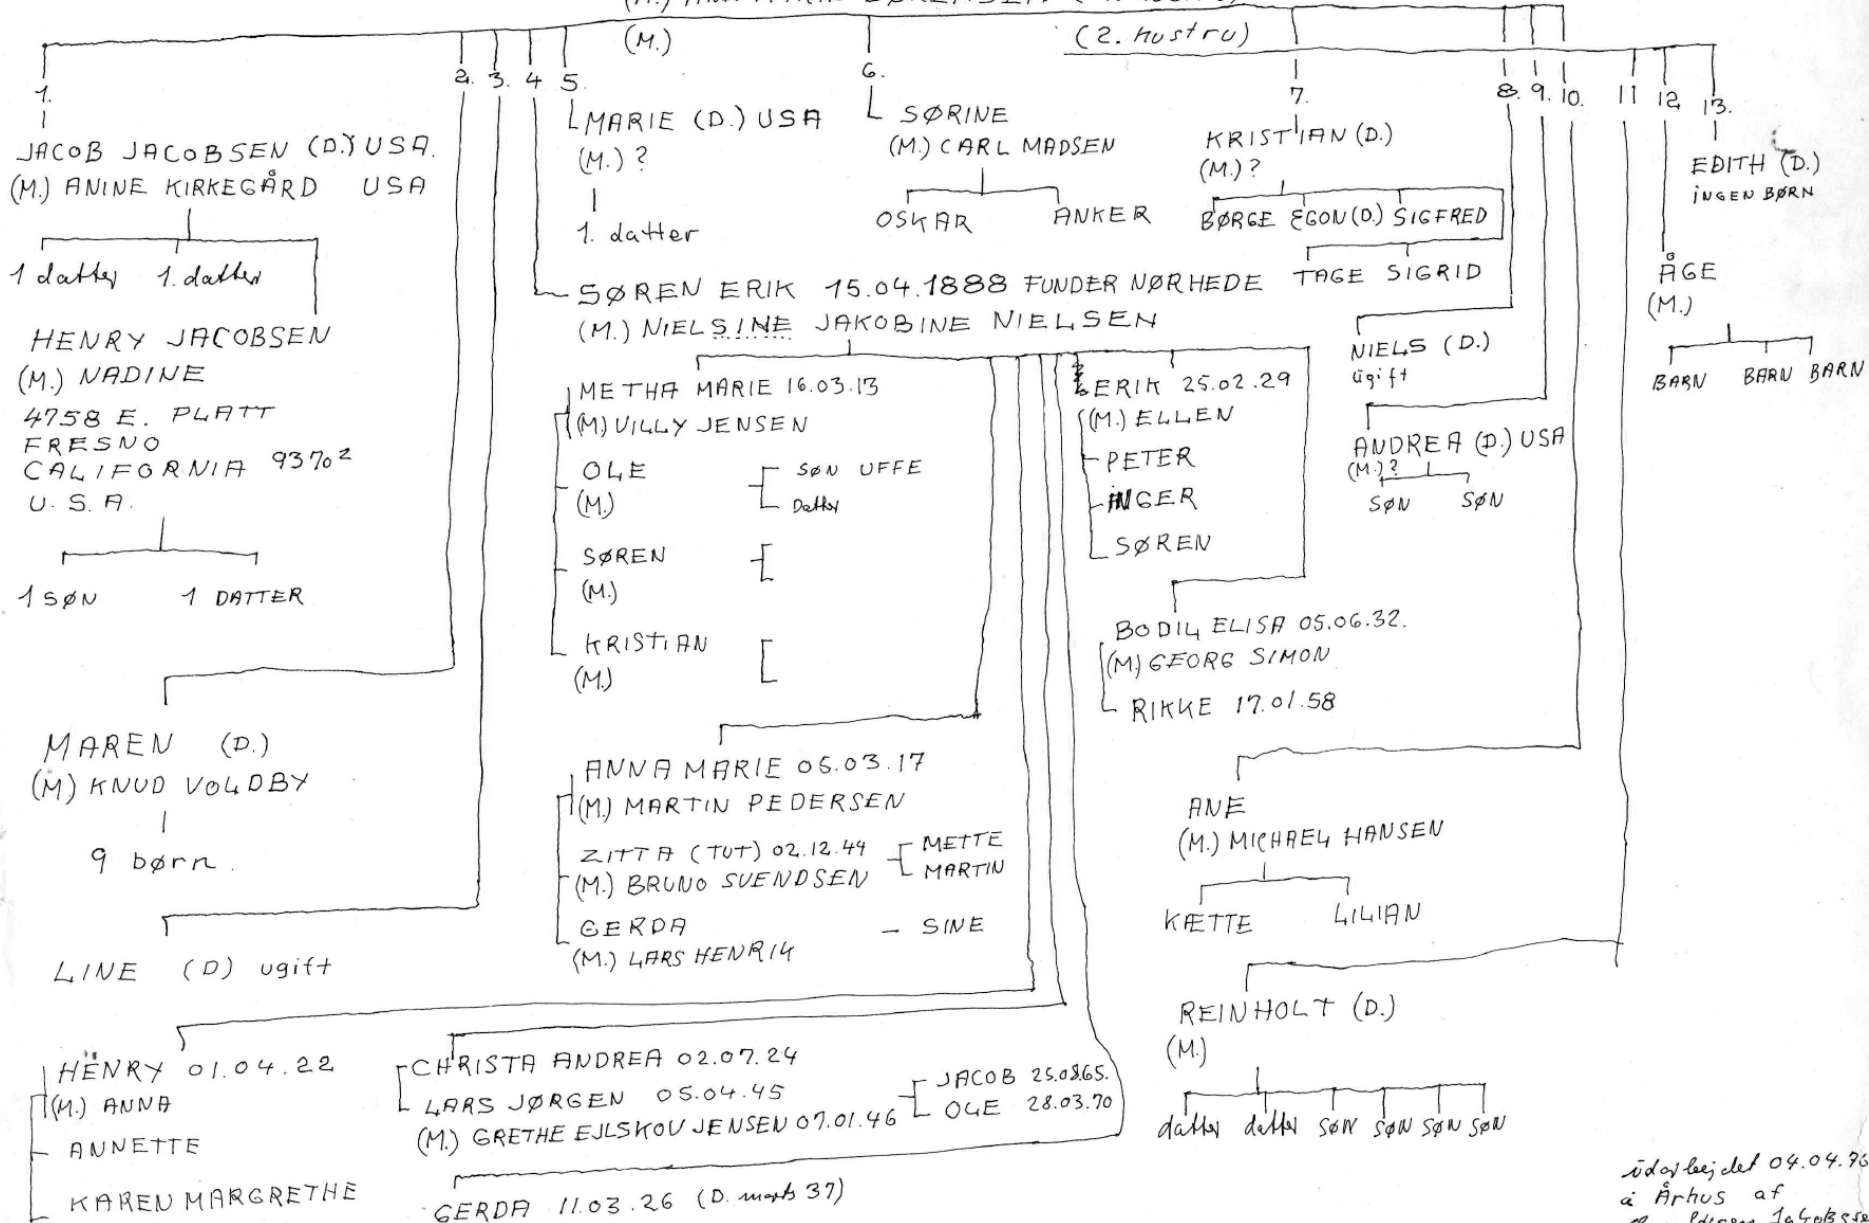 (M.)
(2. hustru)
1.
2. 3. 4 5.
6.
7.
8. 9. 10. 11 12 13.
JACOB JACOBSEN (D.) USA.
(M.) ANINE KIRKEGÅRD USA
1 datter 1. datter
HENRY JACOBSEN
(M.) NADINE
4758 E. PLATT
FRESNO
CALIFORNIA 93702
U. S. A.
1 SØN 1 DATTER
MAREN (D.)
(M) KNUD VOLDBY
9 børn.
LINE (D) ugift
MARIE (D.) USA
(M.) ?
1. datter
SØRINE
(M.) CARL MADSEN
OSKAR ANKER
KRISTIAN (D.)
(M.) ?
BØRGE EGON (D.) SIGFRED
TAGE SIGRID
EDITH (D.)
INGEN BØRN
ÅGE
(M.)
BARN BARN BARN
SØREN ERIK 15.04.1888 FUNDER NØRHEDE
(M.) NIELSINE JAKOBINE NIELSEN
METHA MARIE 16.03.13
(M) VILLY JENSEN
OLE
(M.)
SØN UFFE
Datter
SØREN
(M.)
KRISTIAN
(M.)
ERIK 25.02.29
(M.) ELLEN
PETER
INGER
SØREN
NIELS (D.)
ugift
ANDREA (D.) USA
(M.) ?
SØN SØN
BODIL ELISA 05.06.32.
(M) GEORG SIMON
RIKKE 17.01.58
ANNA MARIE 05.03.17
(M.) MARTIN PEDERSEN
ZITTA (TUT) 02.12.44
(M.) BRUNO SVENDSEN
METTE
MARTIN
GERDA – SINE
(M.) LARS HENRIK
ANE
(M.) MICHAEL HANSEN
KÆTTE LILIAN
REINHOLT (D.)
(M.)
datter datter SØN SØN SØN SØN
HENRY 01.04.22
(M.) ANNA
ANNETTE
KAREN MARGRETHE
CHRISTA ANDREA 02.07.24
LARS JØRGEN 05.04.45
(M.) GRETHE EJLSKOV JENSEN 07.01.46
JACOB 25.08.65.
OLE 28.03.70
GERDA 11.03.26 (D. marts 37)
udarbejdet 04.04.76
i Århus af